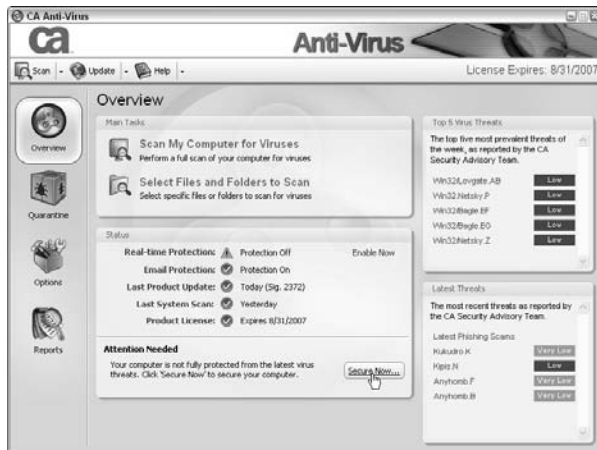 CA Anti-Virus
ca
Anti-Virus
Scan Update Help
License Expires: 8/31/2007
Overview
Quarantine
Options
Reports
Overview
Main Tasks
Scan My Computer for Viruses
Perform a full scan of your computer for viruses
Select Files and Folders to Scan
Select specific files or folders to scan for viruses
Status
Real-time Protection: Protection Off Enable Now
Email Protection: Protection On
Last Product Update: Today (Sig. 2372)
Last System Scan: Yesterday
Product License: Expires 8/31/2007
Attention Needed
Your computer is not fully protected from the latest virus
threats. Click 'Secure Now' to secure your computer.
Secure Now...
Top 5 Virus Threats
The top five most prevalent threats of
the week, as reported by the CA
Security Advisory Team.
Win32/Lovgate.AB Low
Win32.Netsky.P Low
Win32/Bagle.EF Low
Win32/Bagle.EG Low
Win32/Netsky.Z Low
Latest Threats
The most recent threats as reported by
the CA Security Advisory Team.
Latest Phishing Scams
Kukudro.K Very Low
Kipis.N Low
Anyhomb.F Very Low
Anyhomb.B Very Low